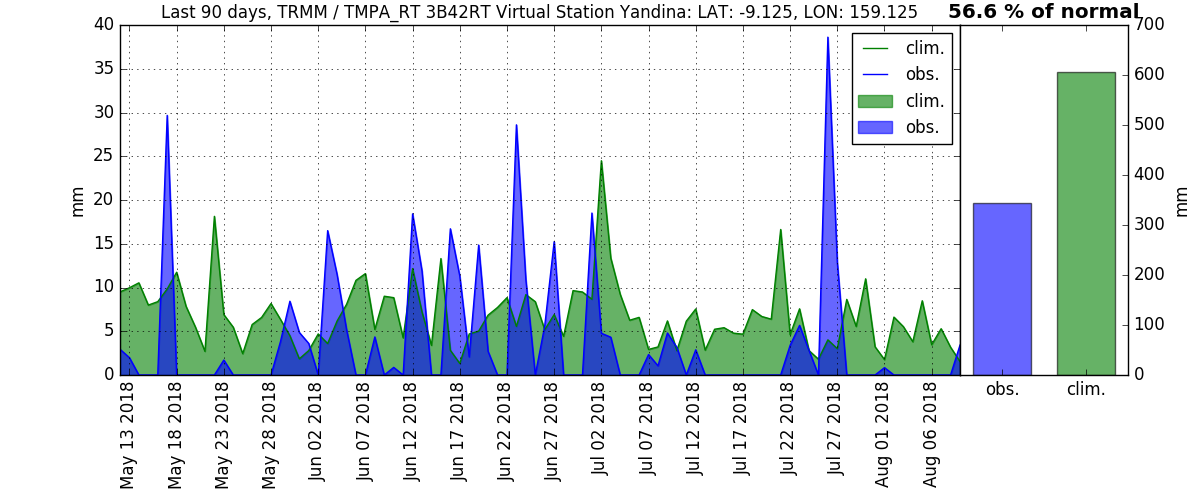 Last 90 days, TRMM / TMPA_RT 3B42RT Virtual Station Yandina: LAT: -9.125, LON: 159.125
56.6 % of normal
40
35
30
25
20
15
10
5
0
mm
clim.
obs.
clim.
obs.
700
600
500
400
300
200
100
0
mm
May 13 2018
May 18 2018
May 23 2018
May 28 2018
Jun 02 2018
Jun 07 2018
Jun 12 2018
Jun 17 2018
Jun 22 2018
Jun 27 2018
Jul 02 2018
Jul 07 2018
Jul 12 2018
Jul 17 2018
Jul 22 2018
Jul 27 2018
Aug 01 2018
Aug 06 2018
obs.
clim.